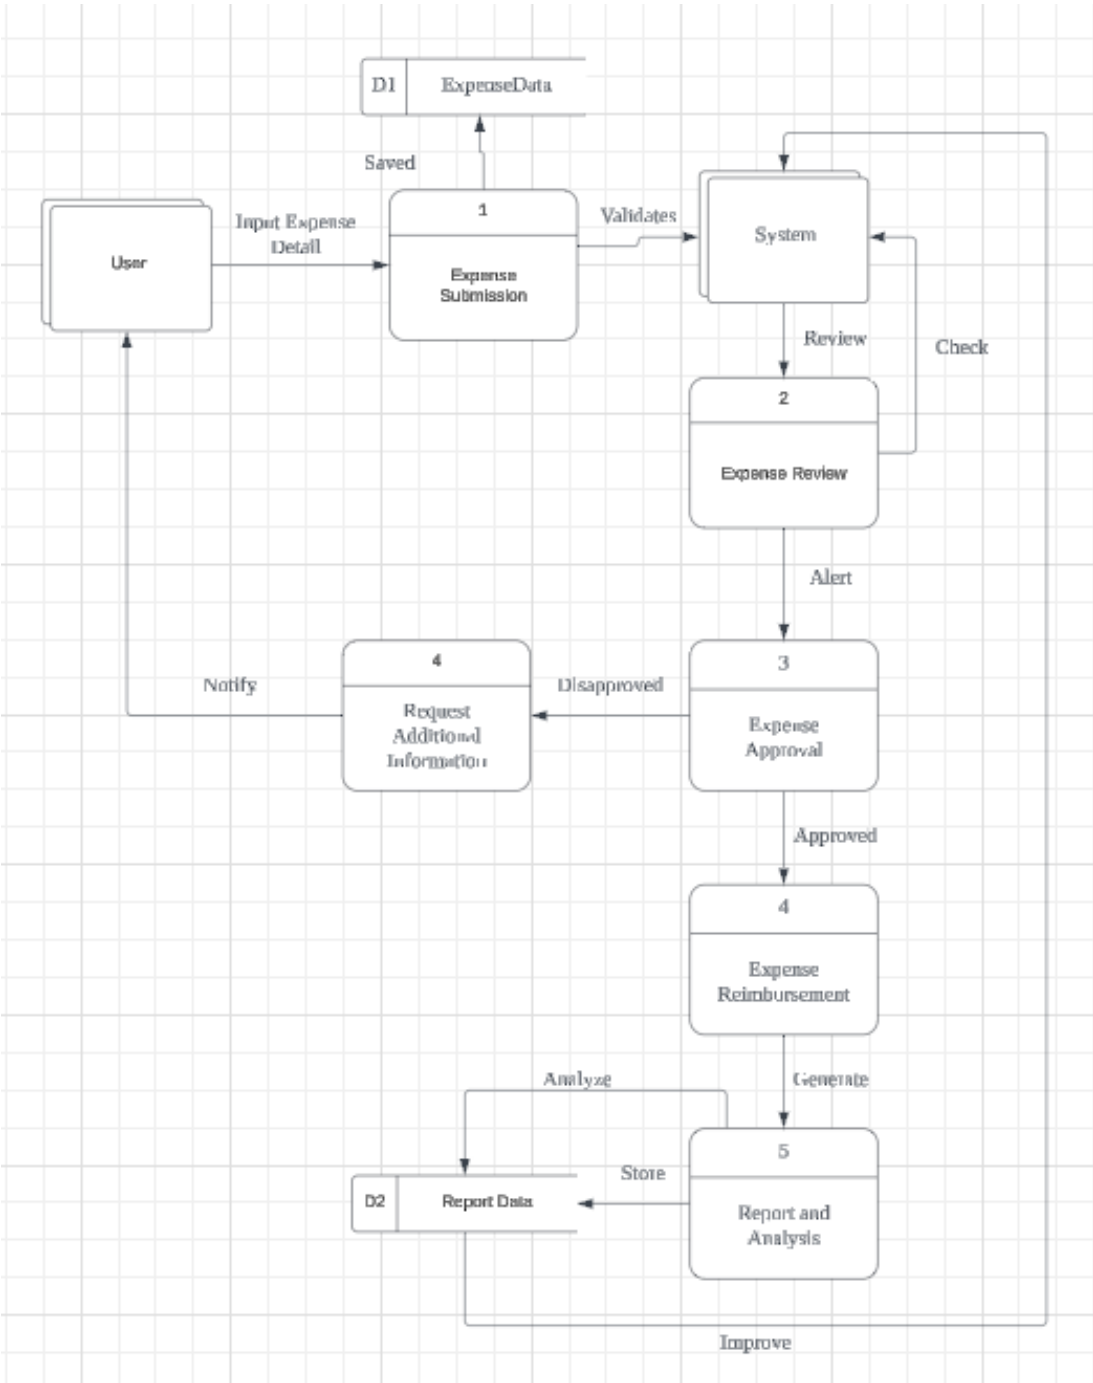 D1
ExpenseData
Saved
1
Validates
Input Expense
Detail
System
User
Expense
Submission
Review
Check
2
Expense Review
Alert
4
3
Notify
Disapproved
Request
Additional
Information
Expense
Approval
Approved
4
Expense
Reimbursement
Analyze
Generate
5
Store
D2
Report Data
Report and
Analysis
Improve